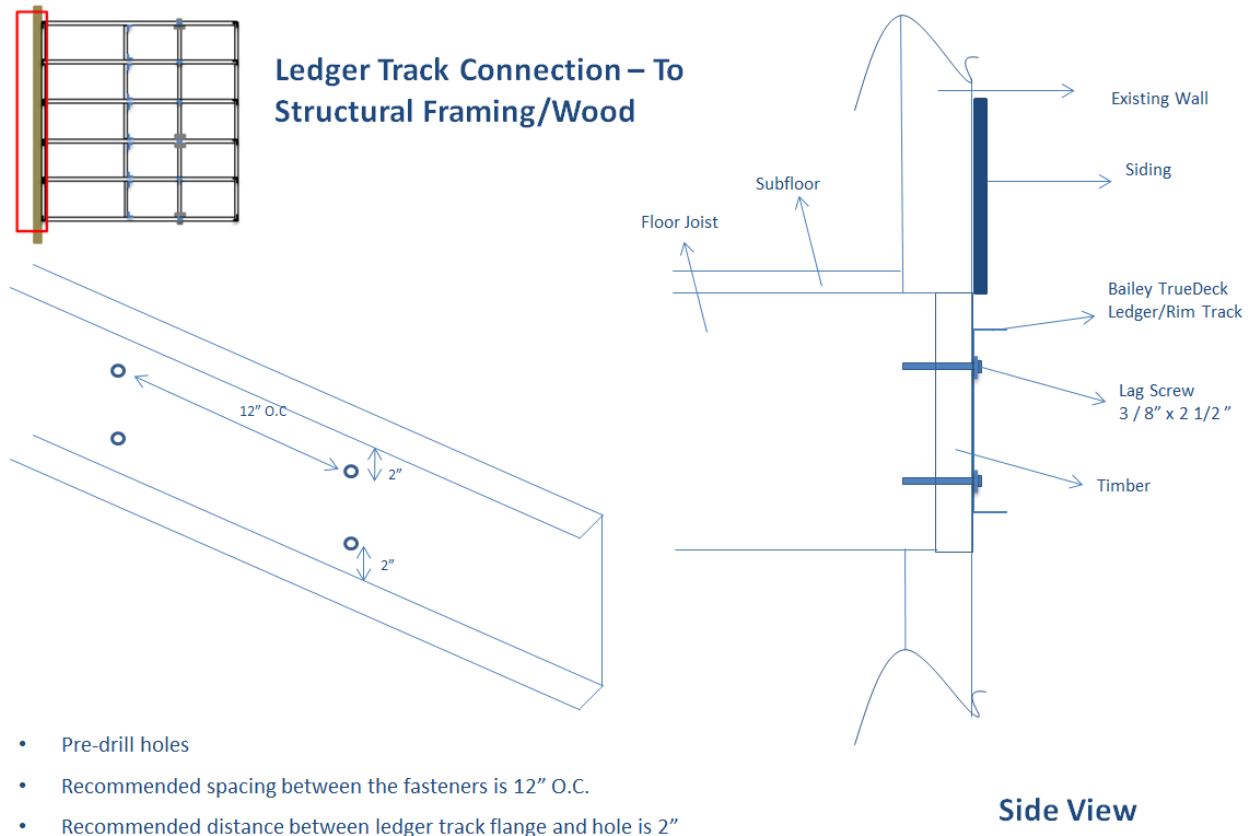 Ledger Track Connection – To
Structural Framing/Wood
Existing Wall
Siding
Subfloor
Floor Joist
Bailey TrueDeck
Ledger/Rim Track
Lag Screw
3 / 8" x 2 1/2 "
Timber
12" O.C
2"
2"
• Pre-drill holes
• Recommended spacing between the fasteners is 12" O.C.
• Recommended distance between ledger track flange and hole is 2"
Side View